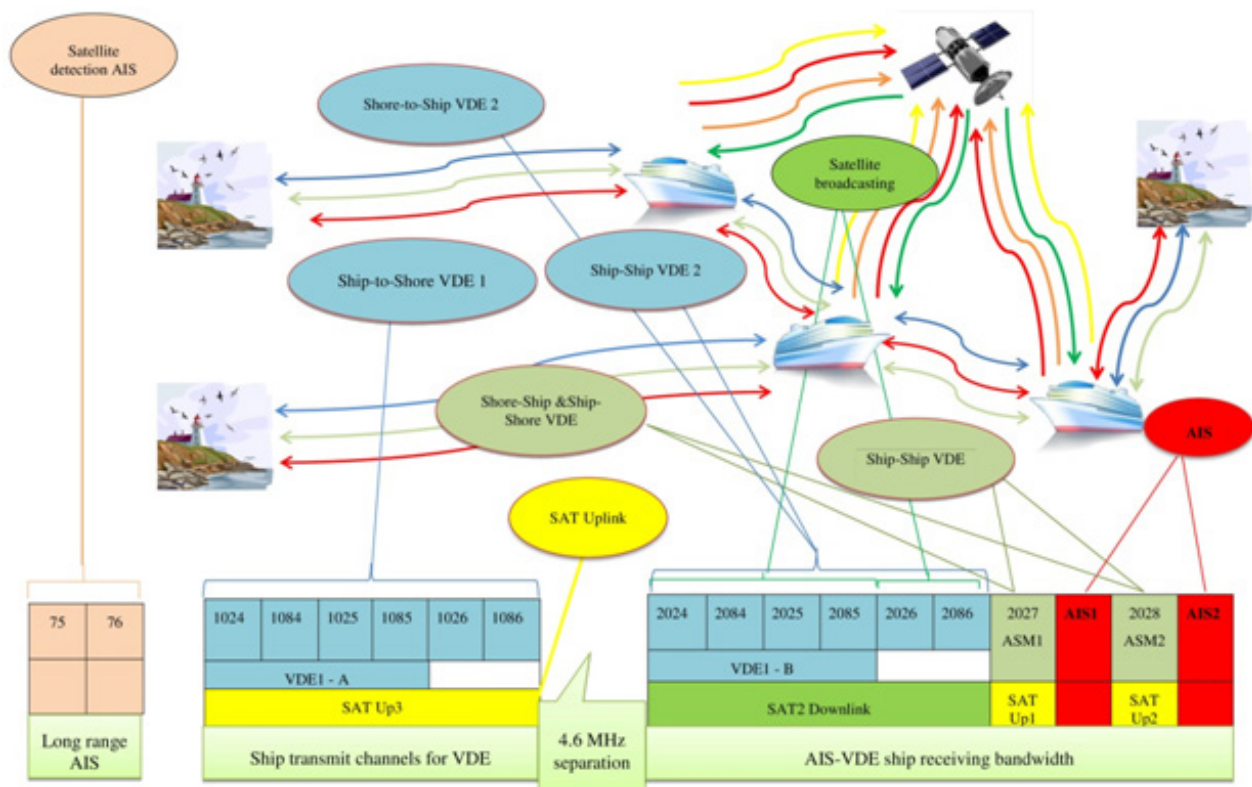 Satellite
detection AIS
Shore-to-Ship VDE 2
Satellite
broadcasting
Ship-to-Shore VDE 1
Ship-Ship VDE 2
Shore-Ship &Ship-
Shore VDE
Ship-Ship VDE
AIS
SAT Uplink
75 76
1024 1084 1025 1085 1026 1086
2024 2084 2025 2085 2026 2086 2027 AIS1 2028 AIS2
ASM1 ASM2
VDE1 - A
VDE1 - B
SAT Up3
SAT2 Downlink
SAT
Up1
SAT
Up2
Long range
AIS
Ship transmit channels for VDE
4.6 MHz
separation
AIS-VDE ship receiving bandwidth